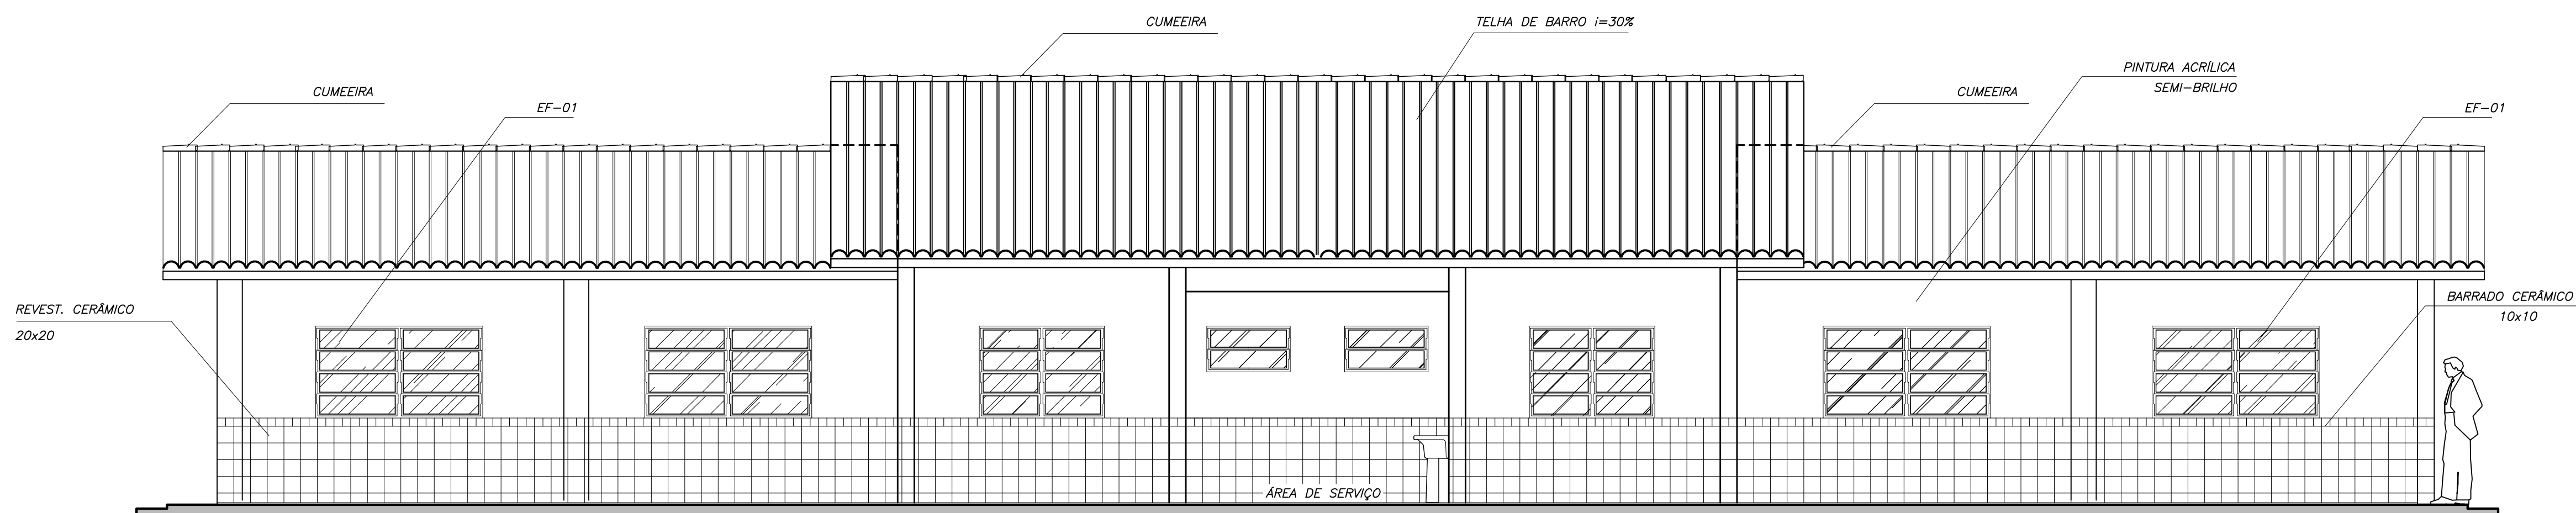 CUMEEIRA
TELHA DE BARRO i=30%
PINTURA ACRÍLICA
SEMI-BRILHO
CUMEEIRA
EF-01
CUMEEIRA
EF-01
REVEST. CERÂMICO
20x20
BARRADO CERÂMICO
10x10
ÁREA DE SERVIÇO